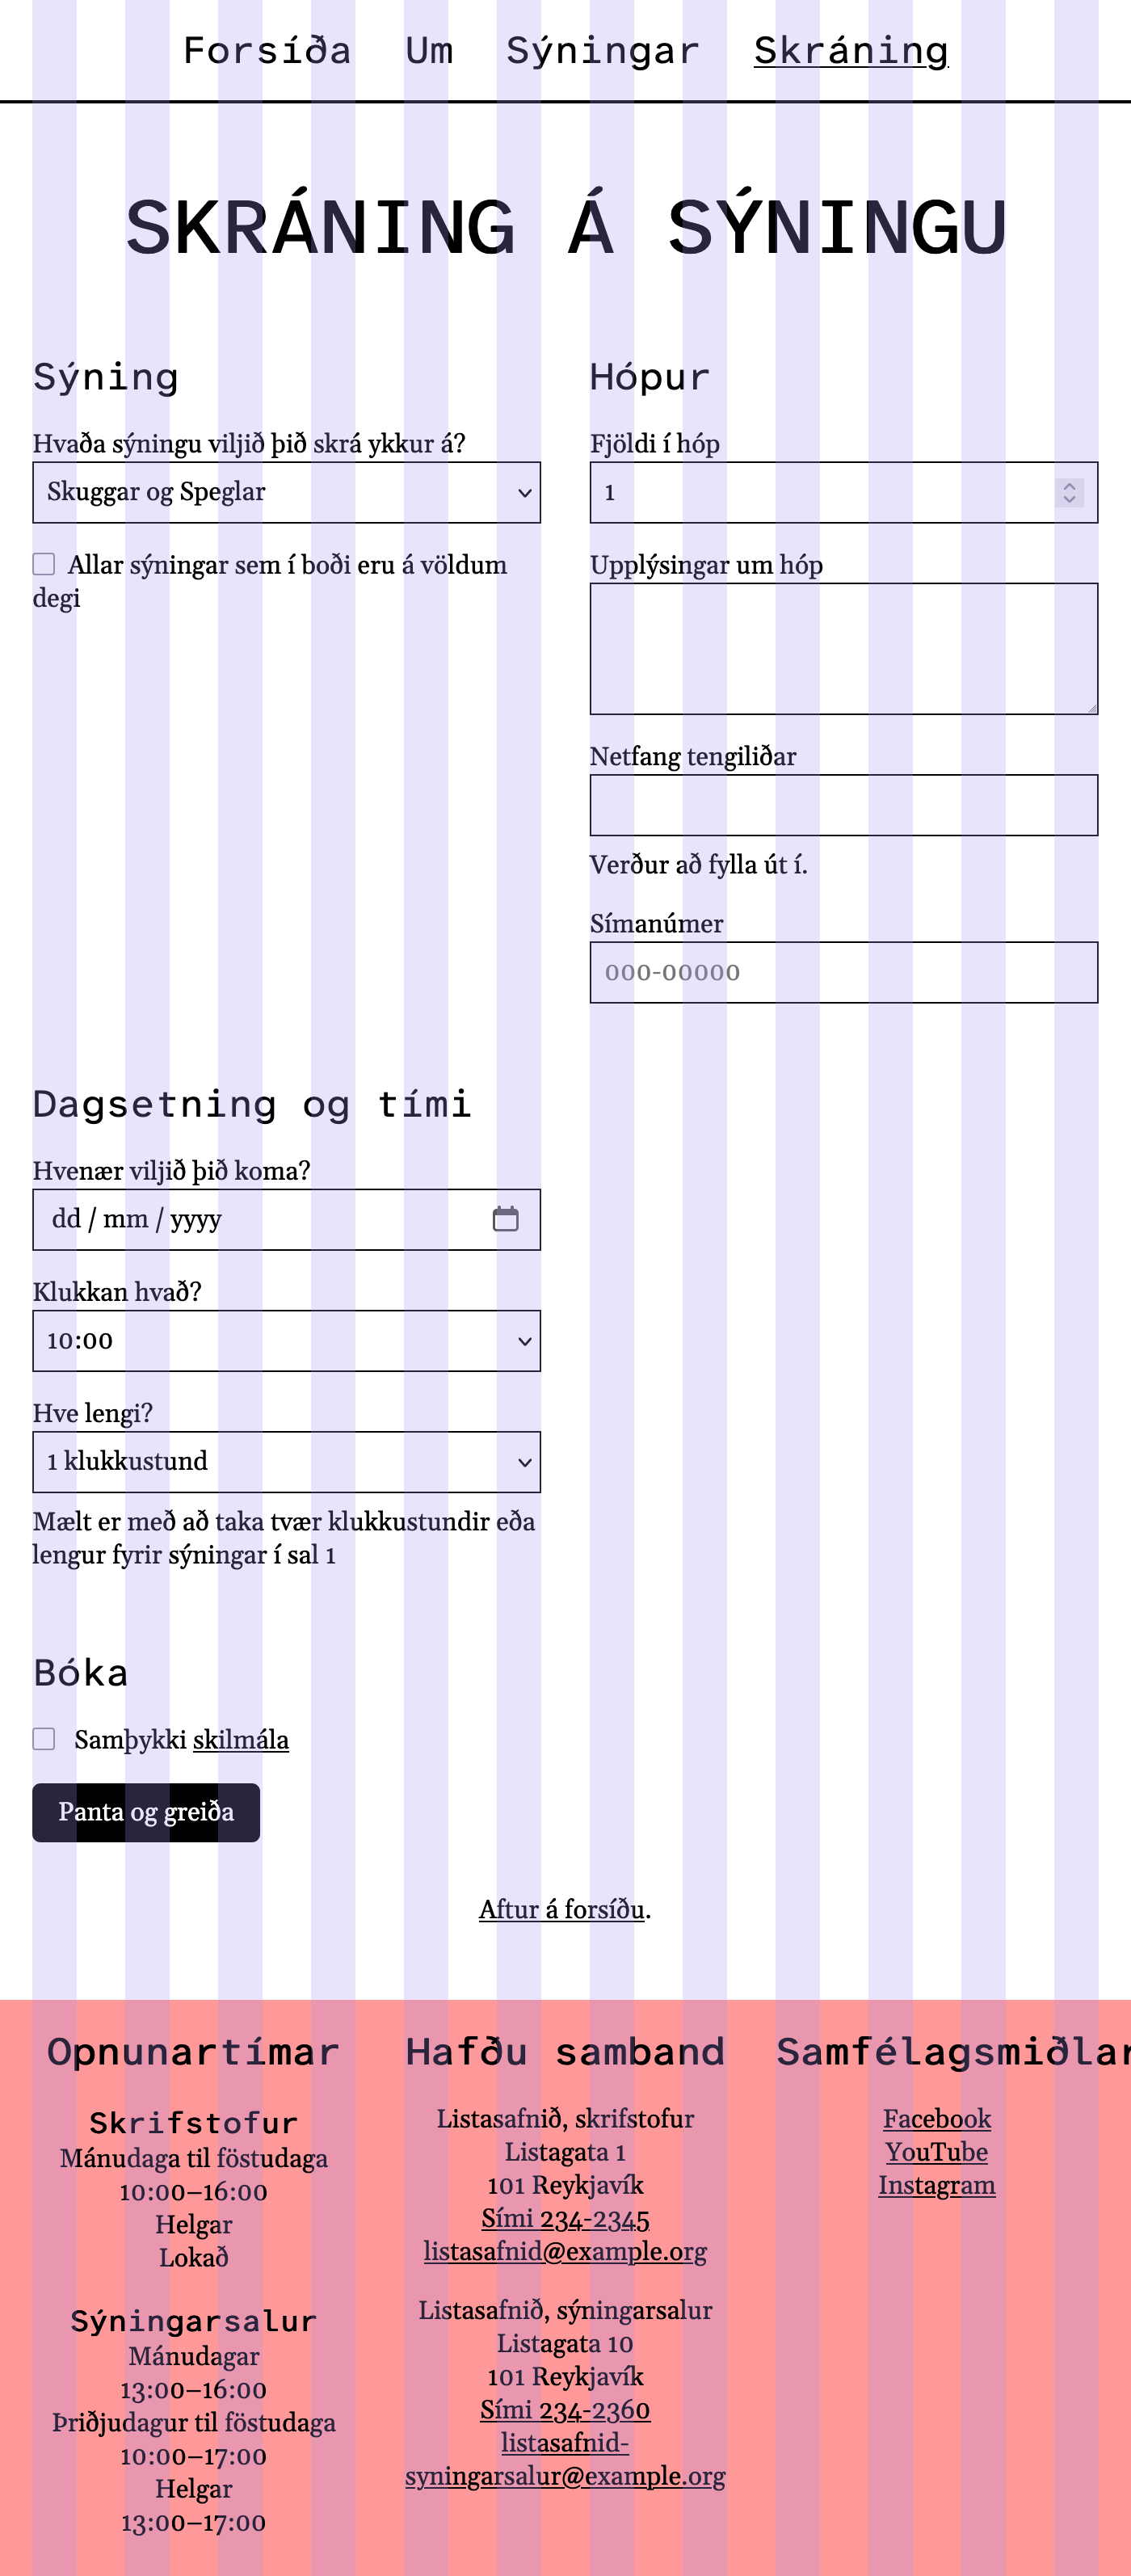 Forsíða Um Sýningar Skráning
SKRÁNING Á SÝNINGU
Sýning
Hvaða sýningu viljið þið skrá ykkur á?
Skuggar og Speglar
Allar sýningar sem í boði eru á völdum
degi
Hópur
Fjöldi í hóp
1
Upplýsingar um hóp
Netfang tengiliðar
Verður að fylla út í.
Símanúmer
000-00000
Dagsetning og tími
Hvenær viljið þið koma?
dd / mm / yyyy
Klukkan hvað?
10:00
Hve lengi?
1 klukkustund
Mælt er með að taka tvær klukkustundir eða
lengur fyrir sýningar í sal 1
Bóka
Samþykki skilmála
Panta og greiða
Aftur á forsíðu.
Opnunartímar
Skrifstofur
Mánudaga til föstudaga
10:00–16:00
Helgar
Lokað
Sýningarsalur
Mánudagar
13:00–16:00
Þriðjudagur til föstudaga
10:00–17:00
Helgar
13:00–17:00
Hafðu samband
Listasafnið, skrifstofur
Listagata 1
101 Reykjavík
Sími 234-2345
listasafnid@example.org
Listasafnið, sýningarsalur
Listagata 10
101 Reykjavík
Sími 234-2360
listasafnid-
syningarsalur@example.org
Samfélagsmiðlar
Facebook
YouTube
Instagram